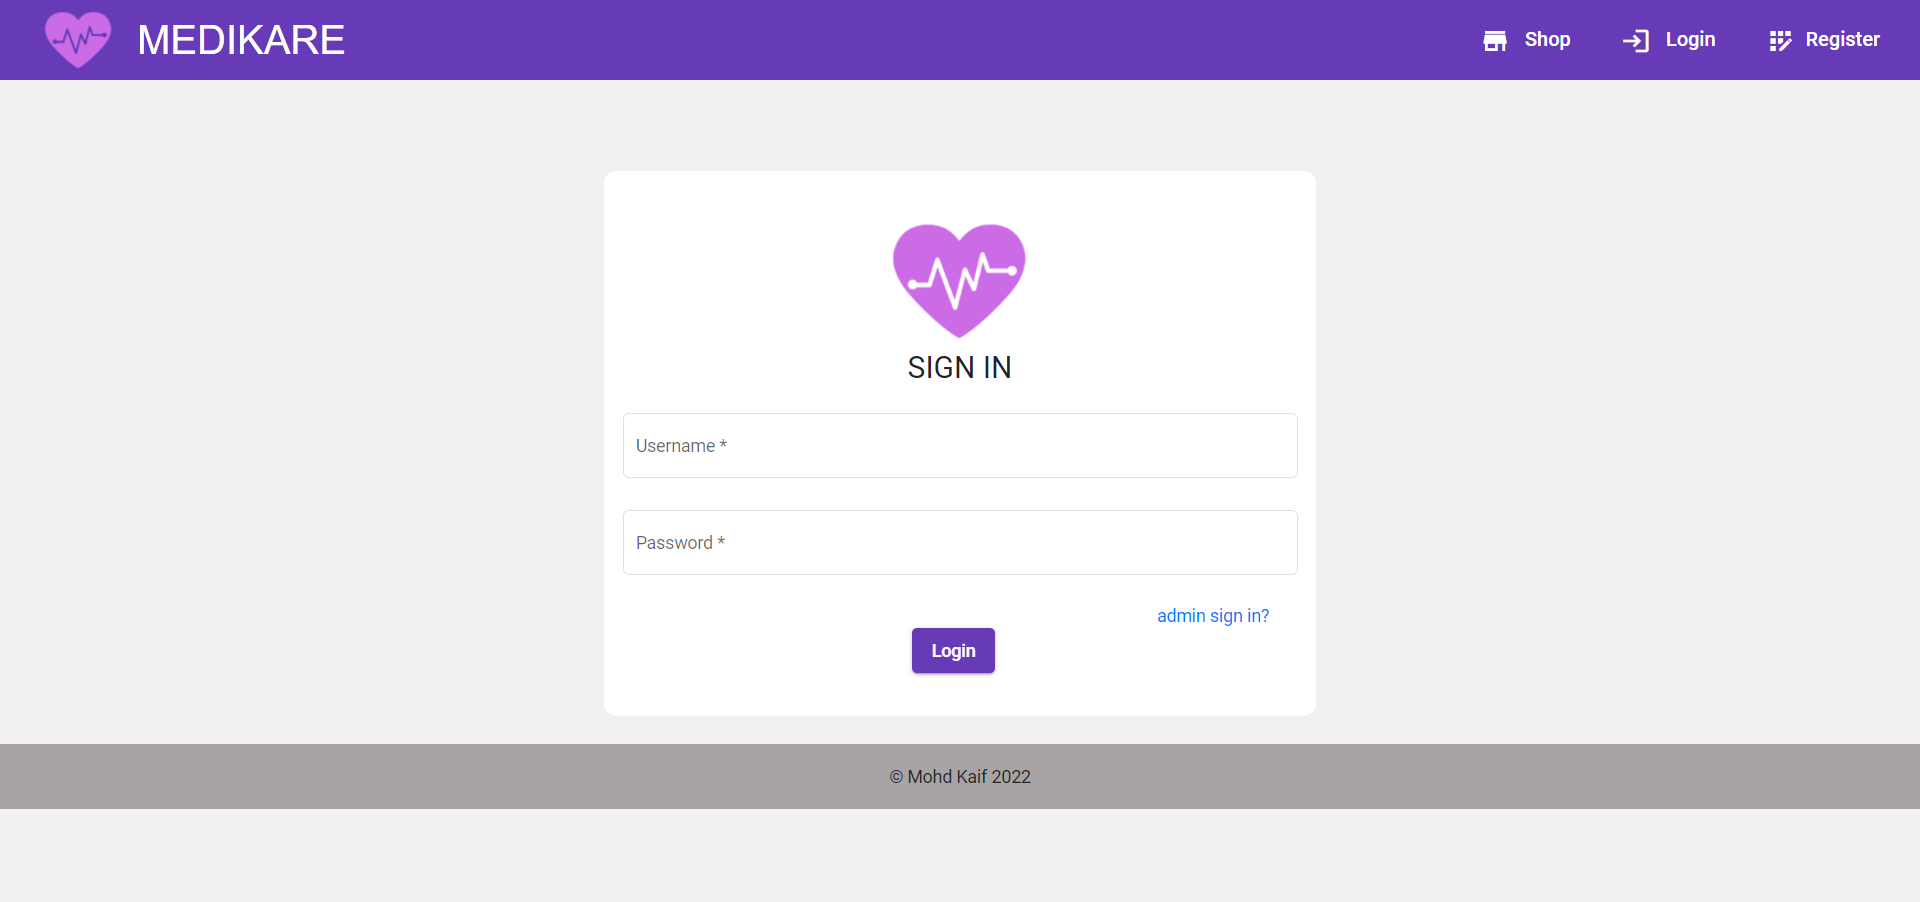 MEDIKARE
Shop
Login
Register
SIGN IN
Username *
Password *
admin sign in?
Login
© Mohd Kaif 2022